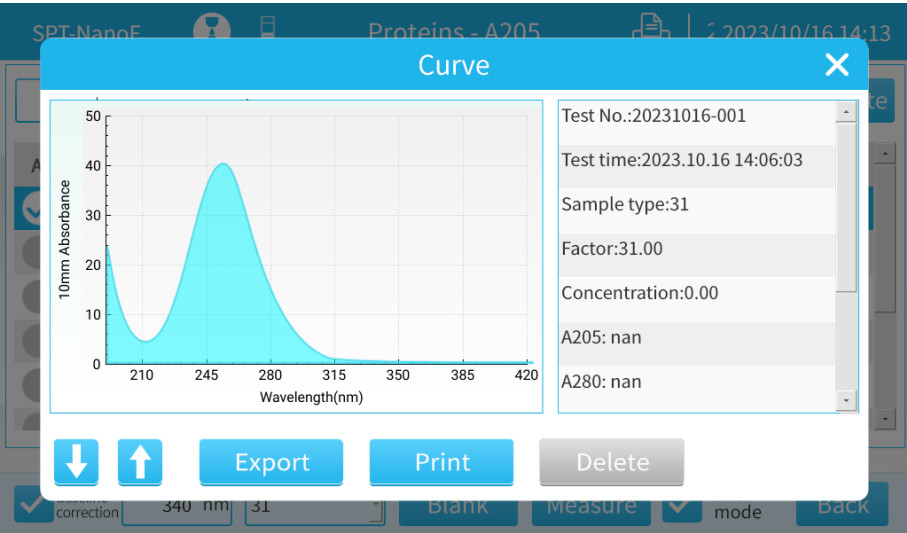 SPT-NanoE
Proteins - A205
2023/10/16 14:13
Curve
50
40
30
20
10
0
10mm Absorbance
210 245 280 315 350 385 420
Wavelength(nm)
Test No.:20231016-001
Test time:2023.10.16 14:06:03
Sample type:31
Factor:31.00
Concentration:0.00
A205: nan
A280: nan
Export
Print
Delete
correction
340 nm
31
Blank
Measure
mode
Back